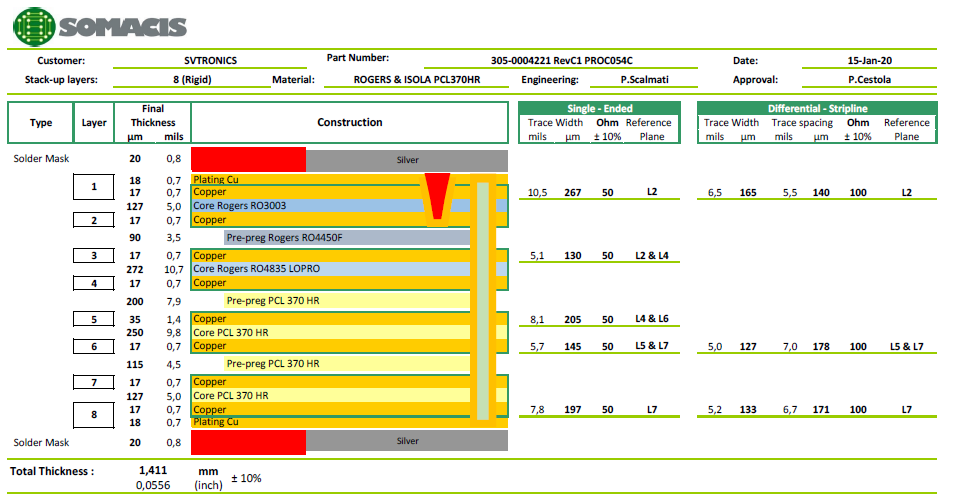 SOMACIS
Customer: SVTRONICS Part Number: 305-0004221 RevC1 PROC054C Date: 15-Jan-20
Stack-up layers: 8 (Rigid) Material: ROGERS & ISOLA PCL370HR Engineering: P.Scalmati Approval: P.Cestola
Type Layer Final Thickness Construction Single - Ended Differential - Stripline
Trace Width Ohm Reference Trace Width Trace spacing Ohm Reference
µm mils mils µm ± 10% Plane mils µm mils µm ± 10% Plane
Solder Mask 20 0,8 Silver
18 0,7 Plating Cu
1 17 0,7 Copper 10,5 267 50 L2 6,5 165 5,5 140 100 L2
127 5,0 Core Rogers RO3003
2 17 0,7 Copper
90 3,5 Pre-preg Rogers RO4450F
3 17 0,7 Copper 5,1 130 50 L2 & L4
272 10,7 Core Rogers RO4835 LOPRO
4 17 0,7 Copper
200 7,9 Pre-preg PCL 370 HR
5 35 1,4 Copper 8,1 205 50 L4 & L6
250 9,8 Core PCL 370 HR
6 17 0,7 Copper 5,7 145 50 L5 & L7 5,0 127 7,0 178 100 L5 & L7
115 4,5 Pre-preg PCL 370 HR
7 17 0,7 Copper
127 5,0 Core PCL 370 HR
8 17 0,7 Copper 7,8 197 50 L7 5,2 133 6,7 171 100 L7
18 0,7 Plating Cu
Solder Mask 20 0,8 Silver
Total Thickness : 1,411 mm ± 10%
0,0556 (inch)